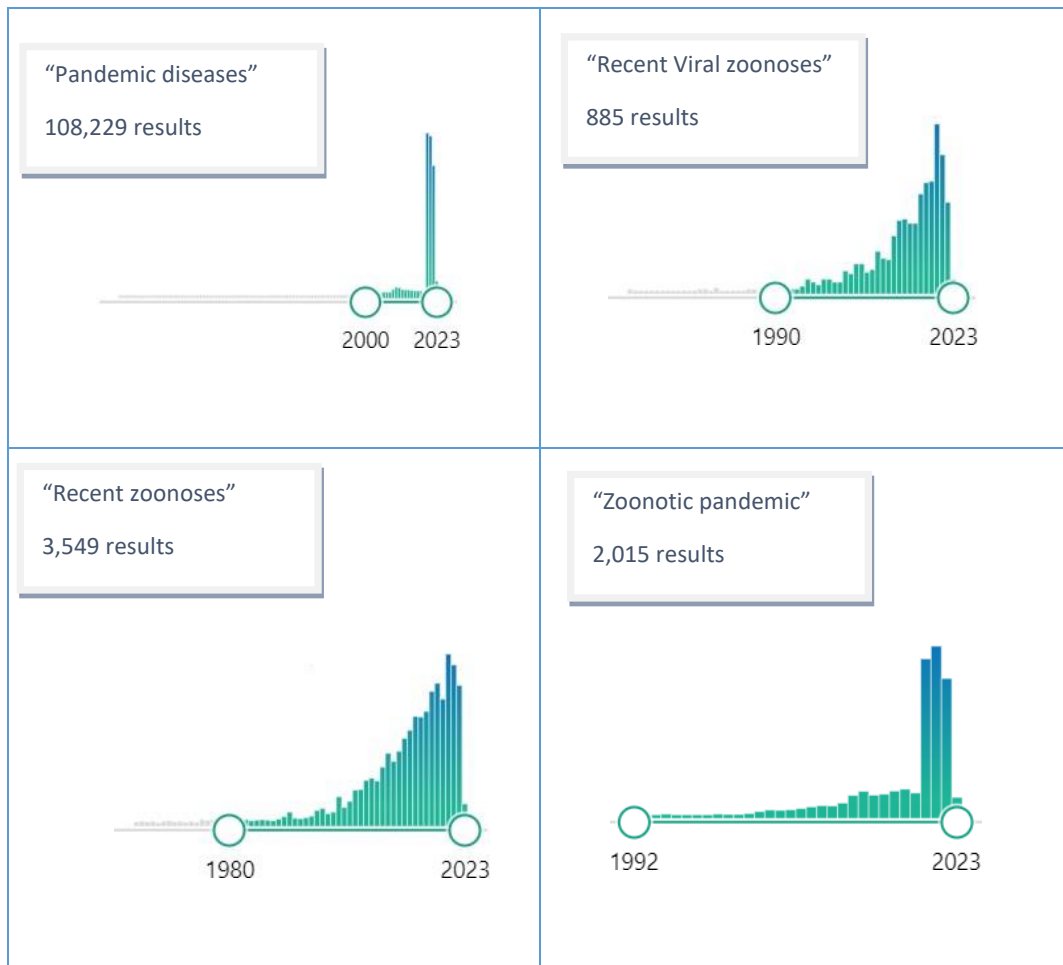 “Pandemic diseases”
108,229 results
2000
2023
“Recent Viral zoonoses”
885 results
1990
2023
“Recent zoonoses”
3,549 results
1980
2023
“Zoonotic pandemic”
2,015 results
1992
2023